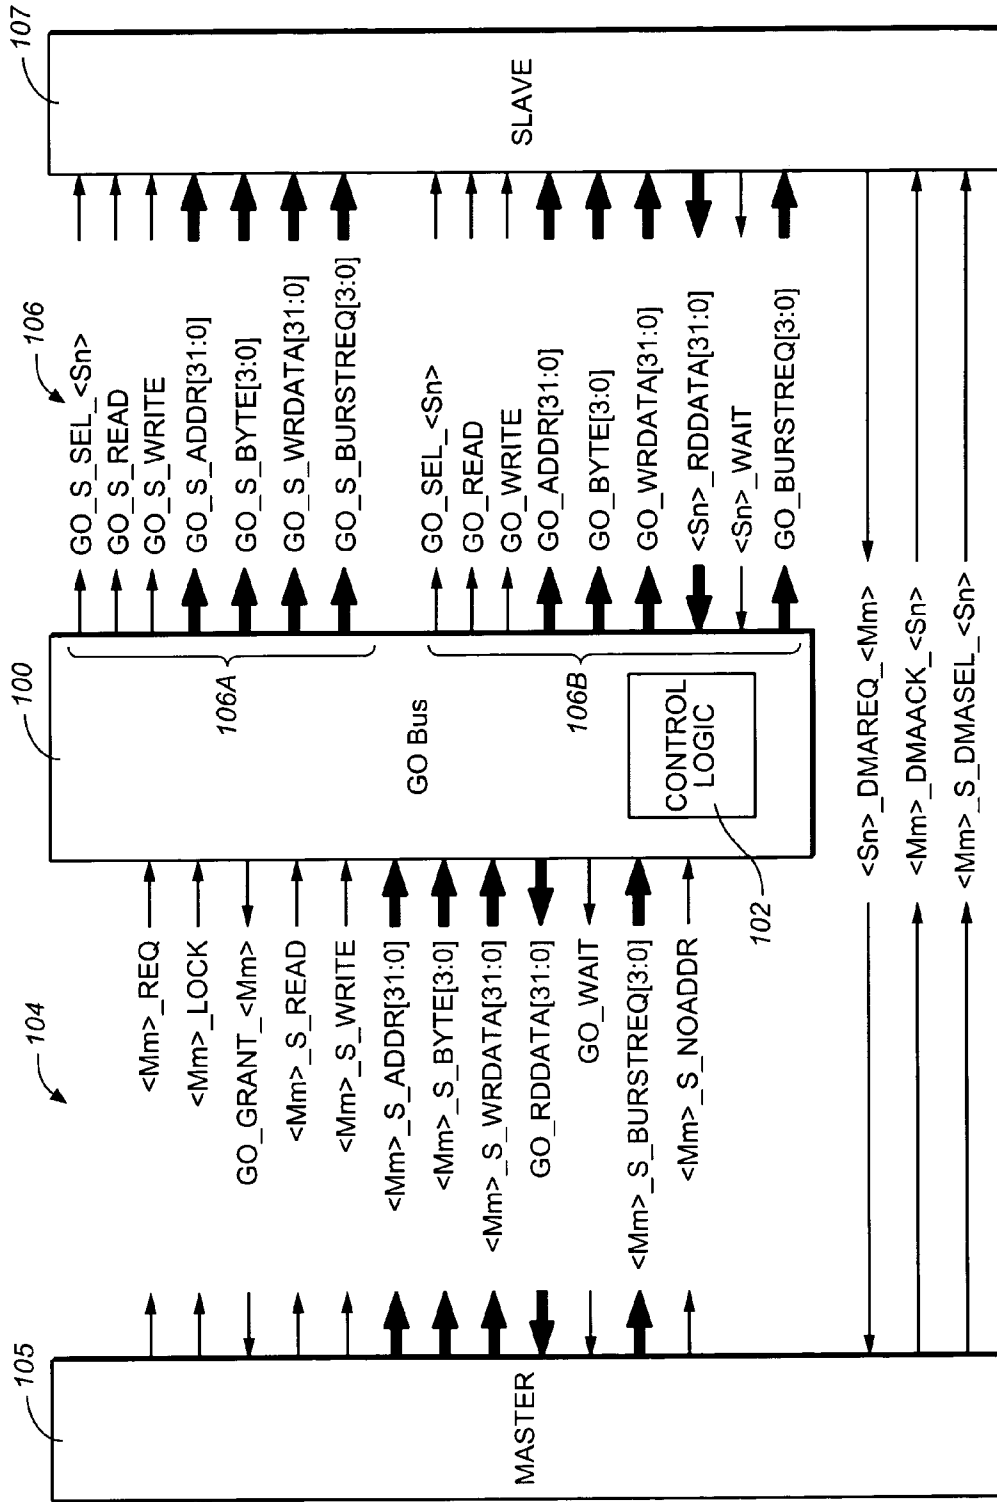 105
MASTER
104
<Mm>_REQ
<Mm>_LOCK
GO_GRANT_<Mm>
<Mm>_S_READ
<Mm>_S_WRITE
<Mm>_S_ADDR[31:0]
<Mm>_S_BYTE[3:0]
<Mm>_S_WRDATA[31:0]
GO_RDDATA[31:0]
GO_WAIT
<Mm>_S_BURSTREQ[3:0]
<Mm>_S_NOADDR
100
GO Bus
106A
106B
CONTROL
LOGIC
102
106
GO_S_SEL_<Sn>
GO_S_READ
GO_S_WRITE
GO_S_ADDR[31:0]
GO_S_BYTE[3:0]
GO_S_WRDATA[31:0]
GO_S_BURSTREQ[3:0]
GO_SEL_<Sn>
GO_READ
GO_WRITE
GO_ADDR[31:0]
GO_BYTE[3:0]
GO_WRDATA[31:0]
<Sn>_RDDATA[31:0]
<Sn>_WAIT
GO_BURSTREQ[3:0]
107
SLAVE
<Sn>_DMAREQ_<Mm>
<Mm>_DMAACK_<Sn>
<Mm>_S_DMASEL_<Sn>